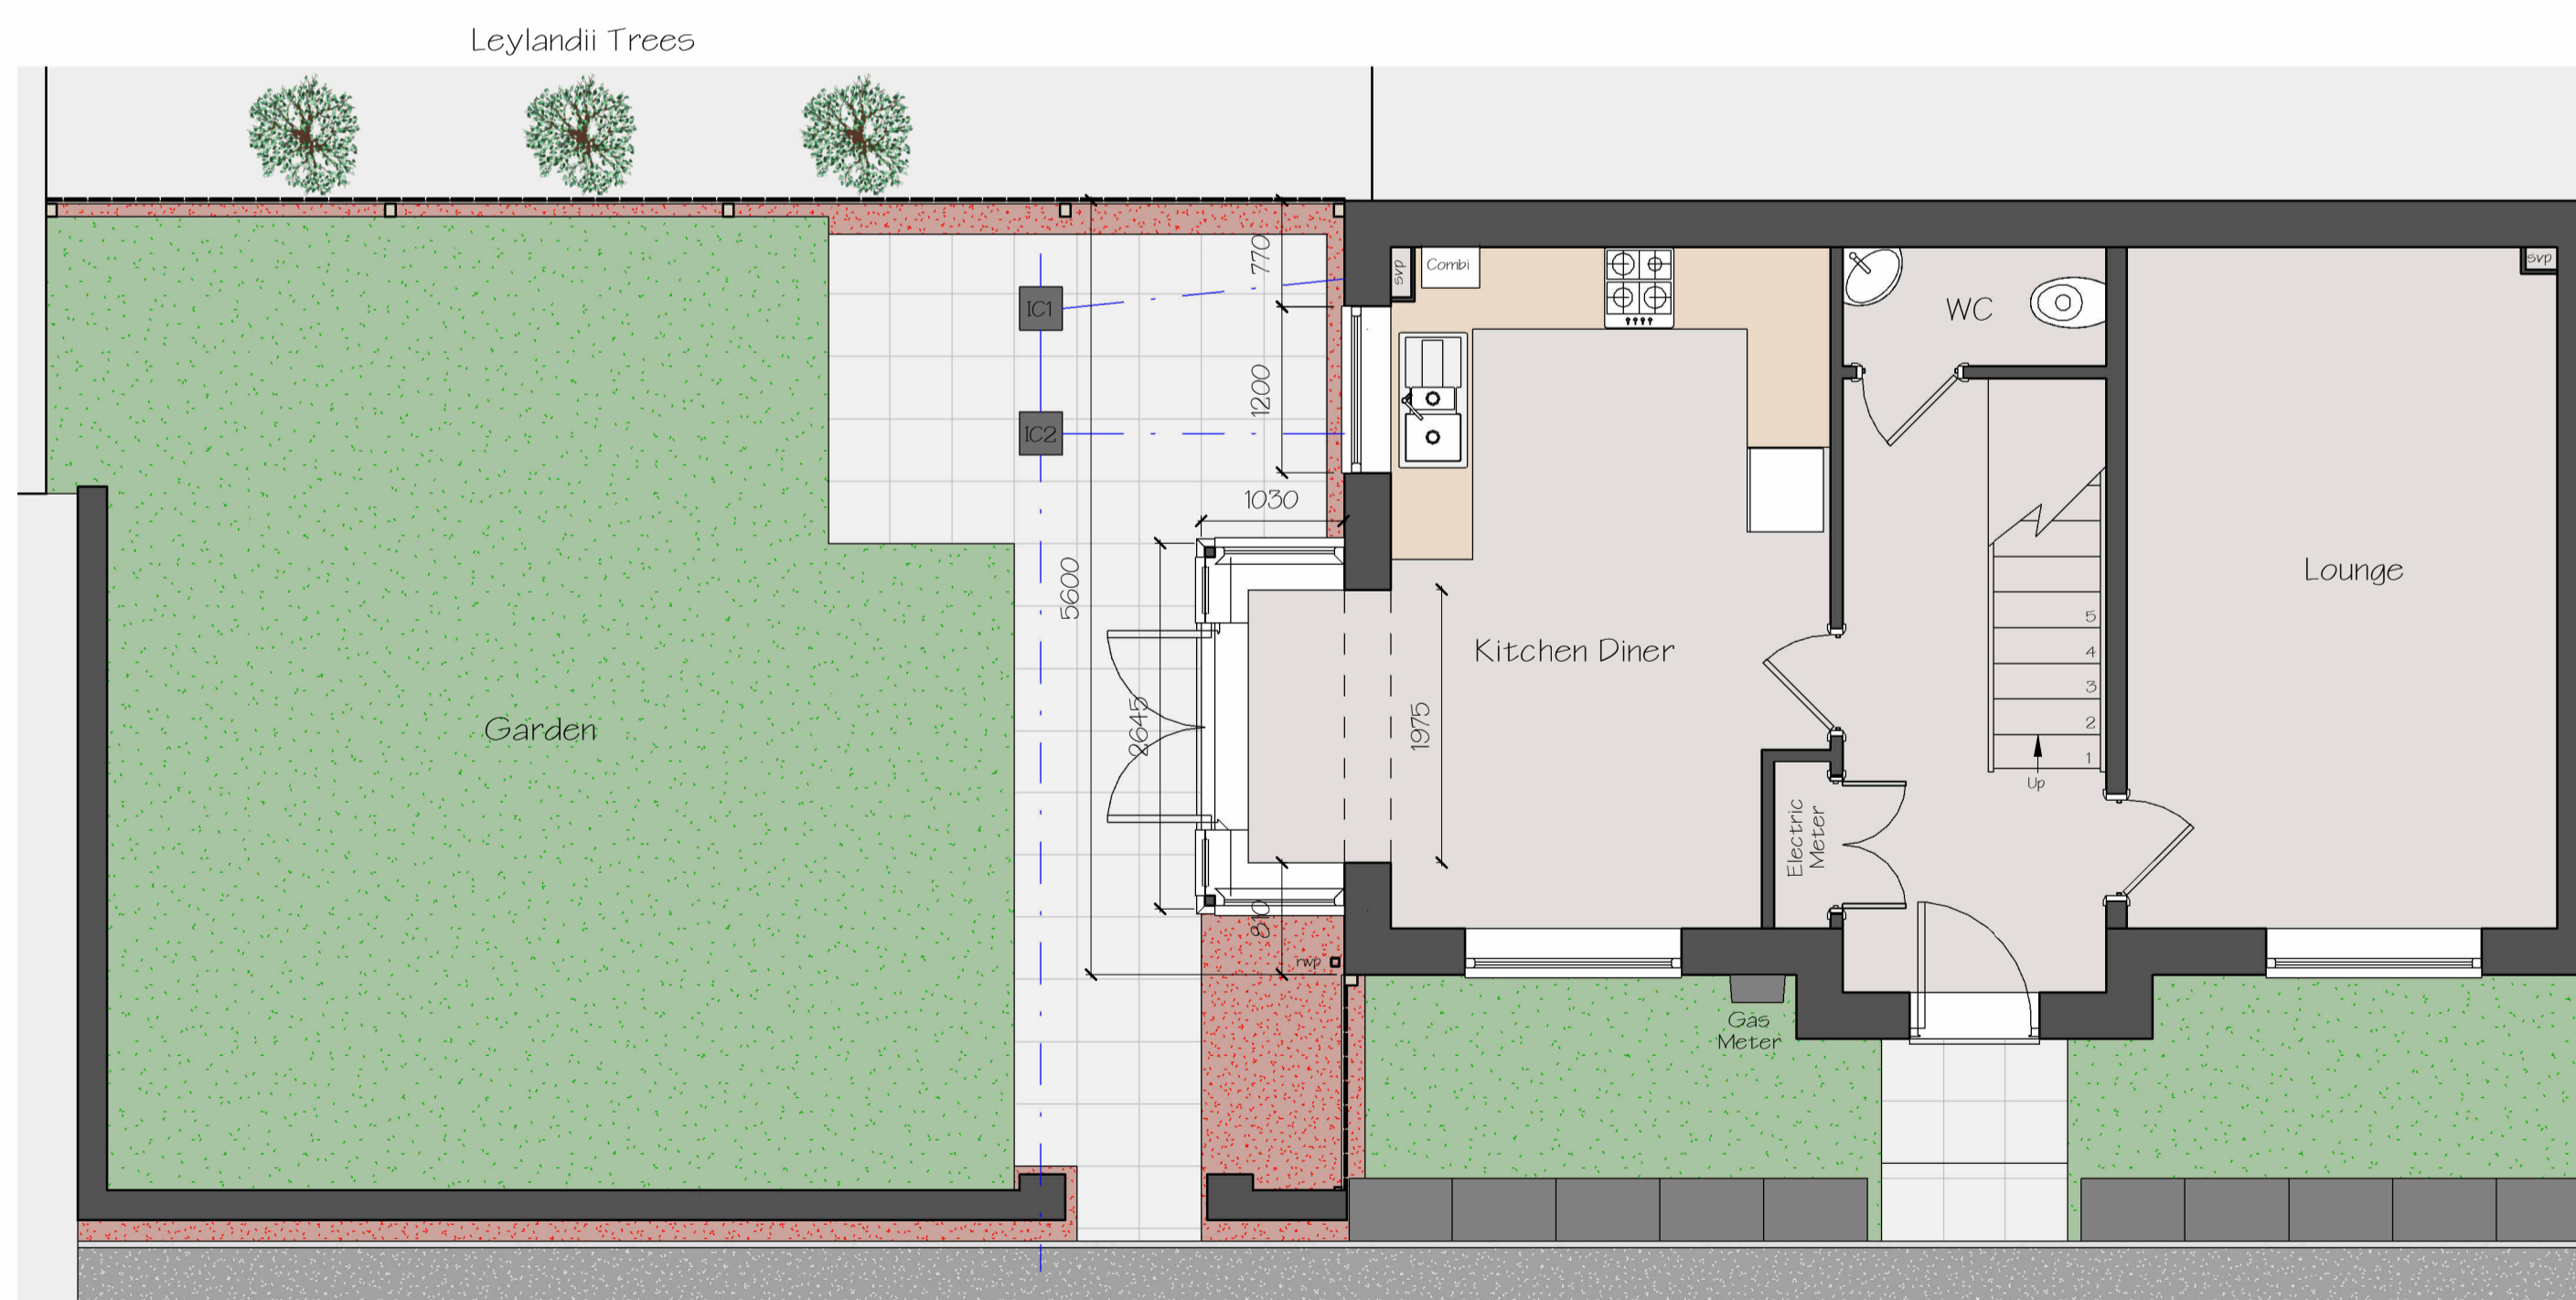 Leylandii Trees
770
svp
Combi
svp
IC1
WC
1200
IC2
1030
5600
Lounge
Kitchen Diner
5
4
3
2
1
Up
Garden
2645
1975
Electric
Meter
810
rwp
Gas
Meter